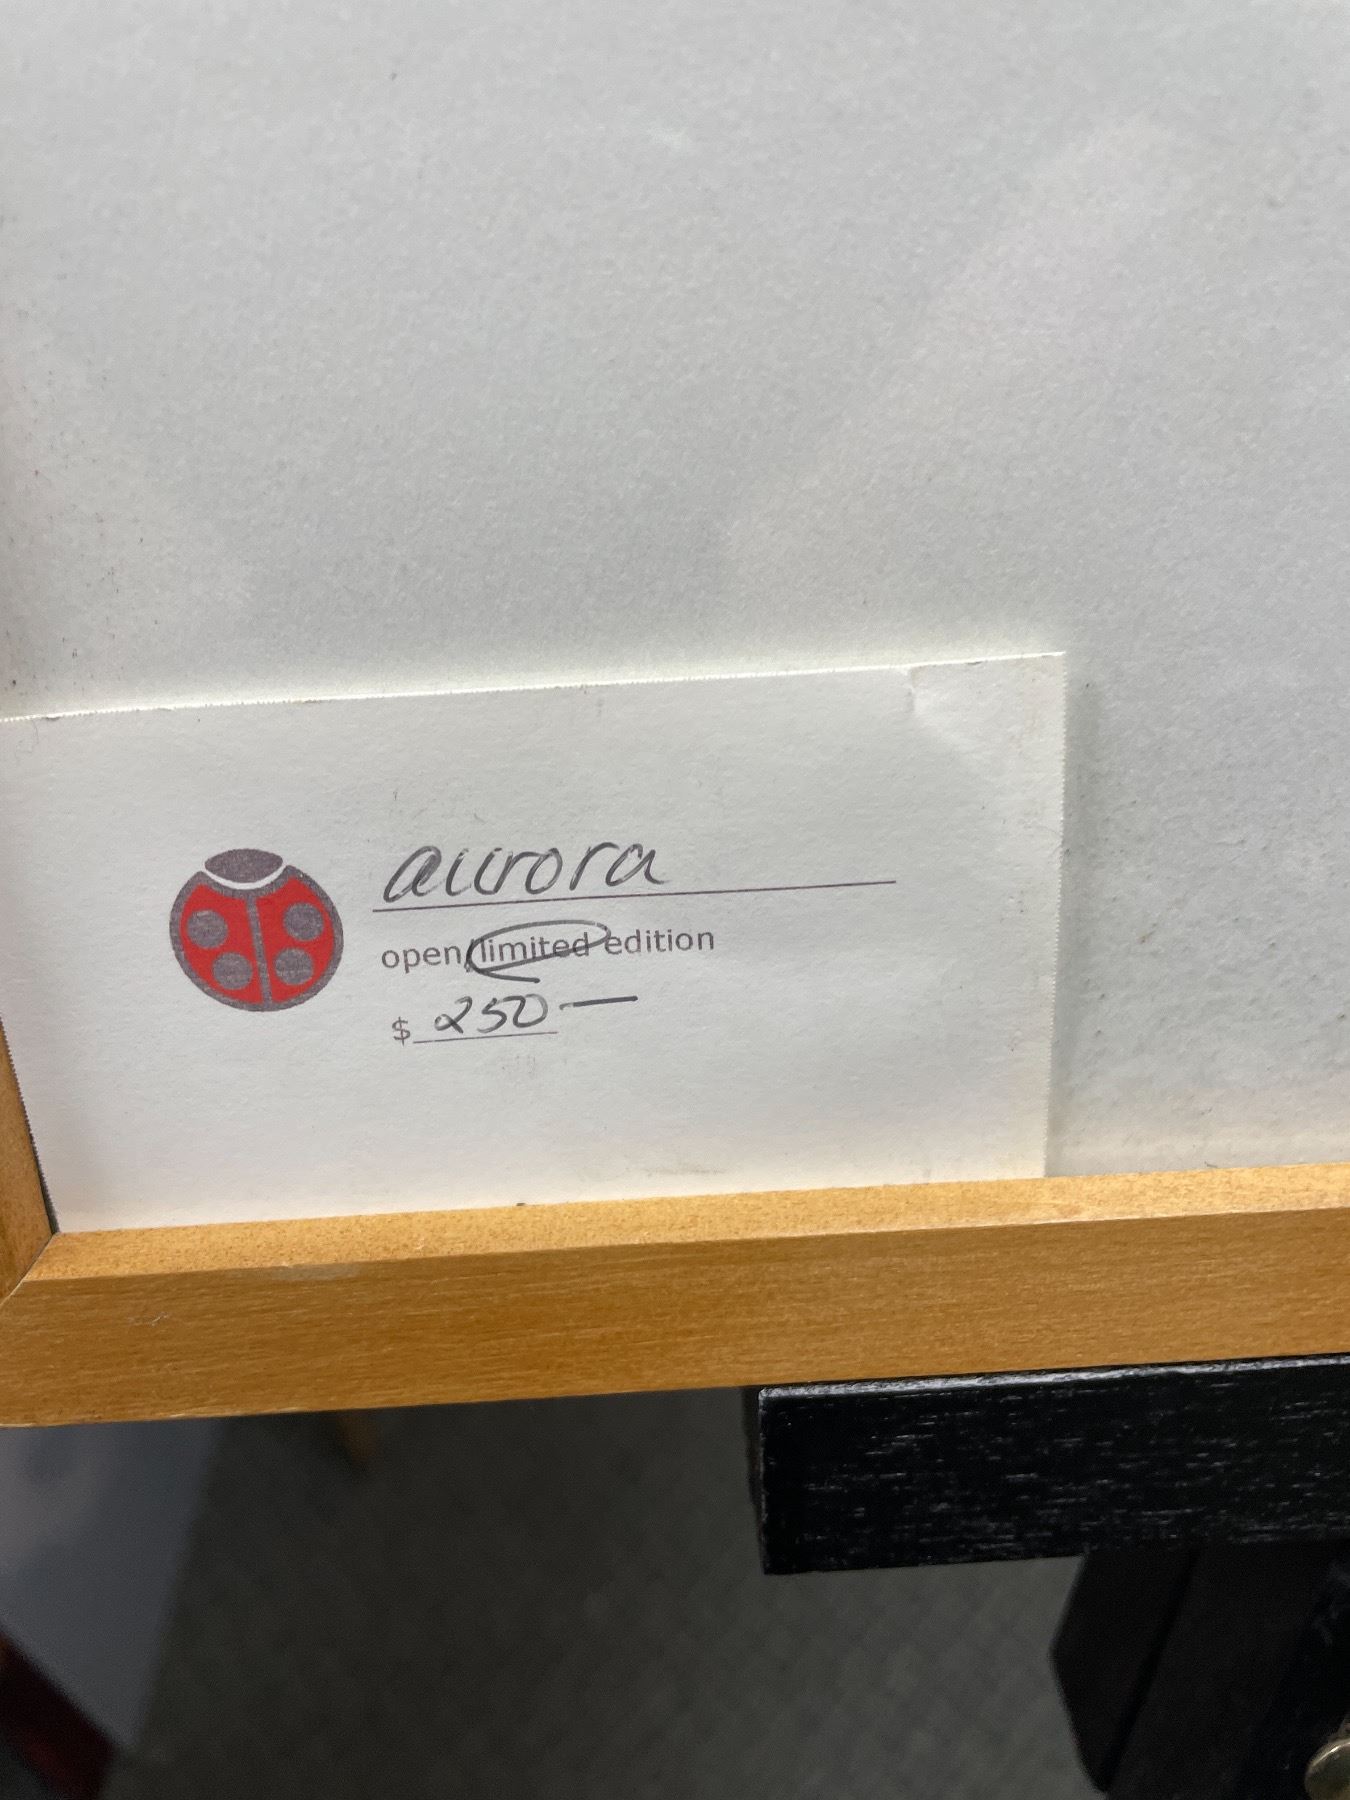 aurora
open/limited edition
$ 250 —